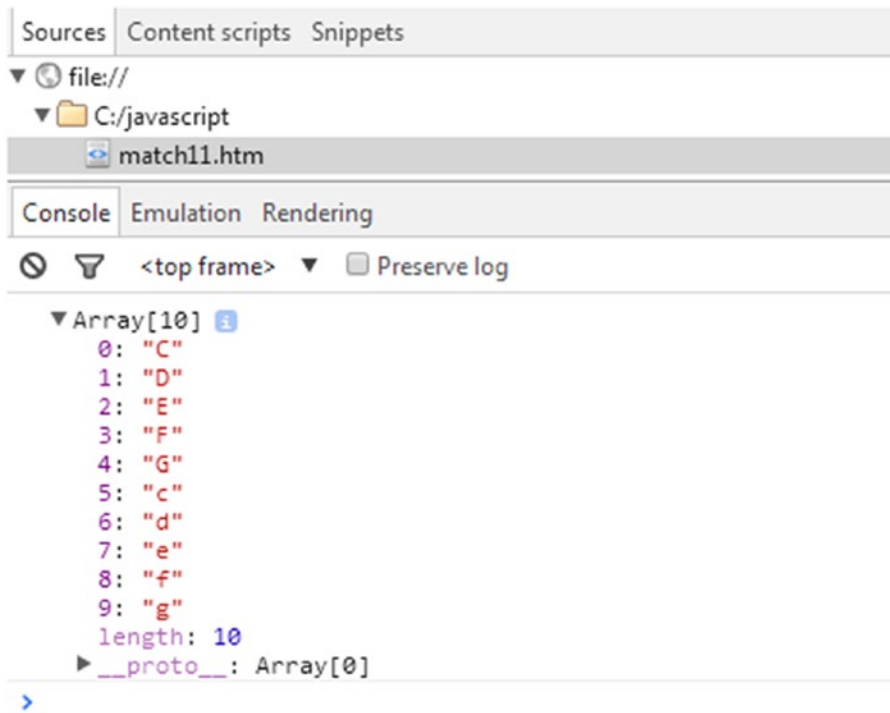 Sources Content scripts Snippets
file://
C:/javascript
match11.htm
Console Emulation Rendering
<top frame> Preserve log
Array[10] i
0: "C"
1: "D"
2: "E"
3: "F"
4: "G"
5: "c"
6: "d"
7: "e"
8: "f"
9: "g"
length: 10
__proto__: Array[0]